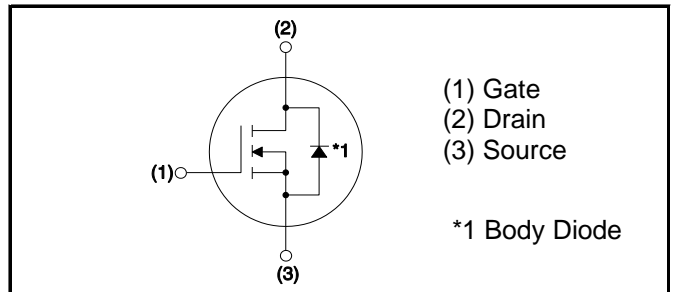 (2)
(1) Gate
(2) Drain
(3) Source
*1
(1)
*1 Body Diode
(3)